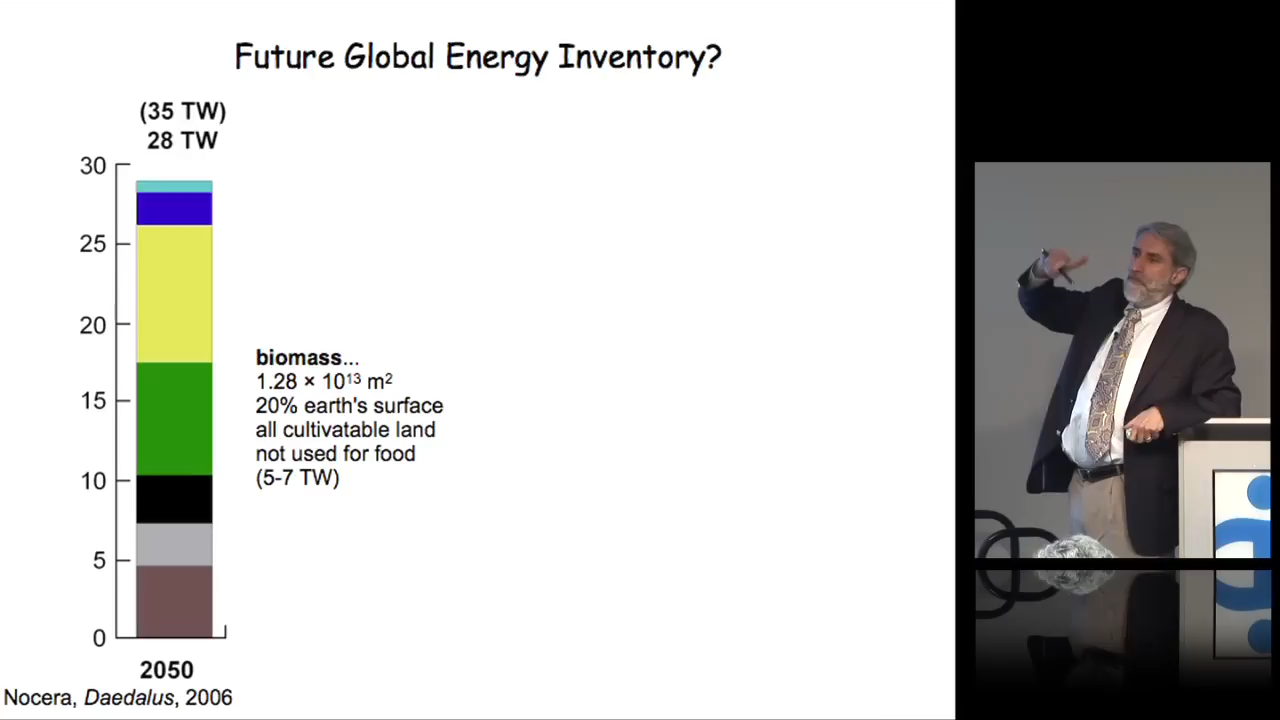 Future Global Energy Inventory?
(35 TW)
28 TW
30
25
20
15
10
5
0
biomass...
1.28 × 10¹³ m²
20% earth's surface
all cultivatable land
not used for food
(5-7 TW)
2050
Nocera, Daedalus, 2006